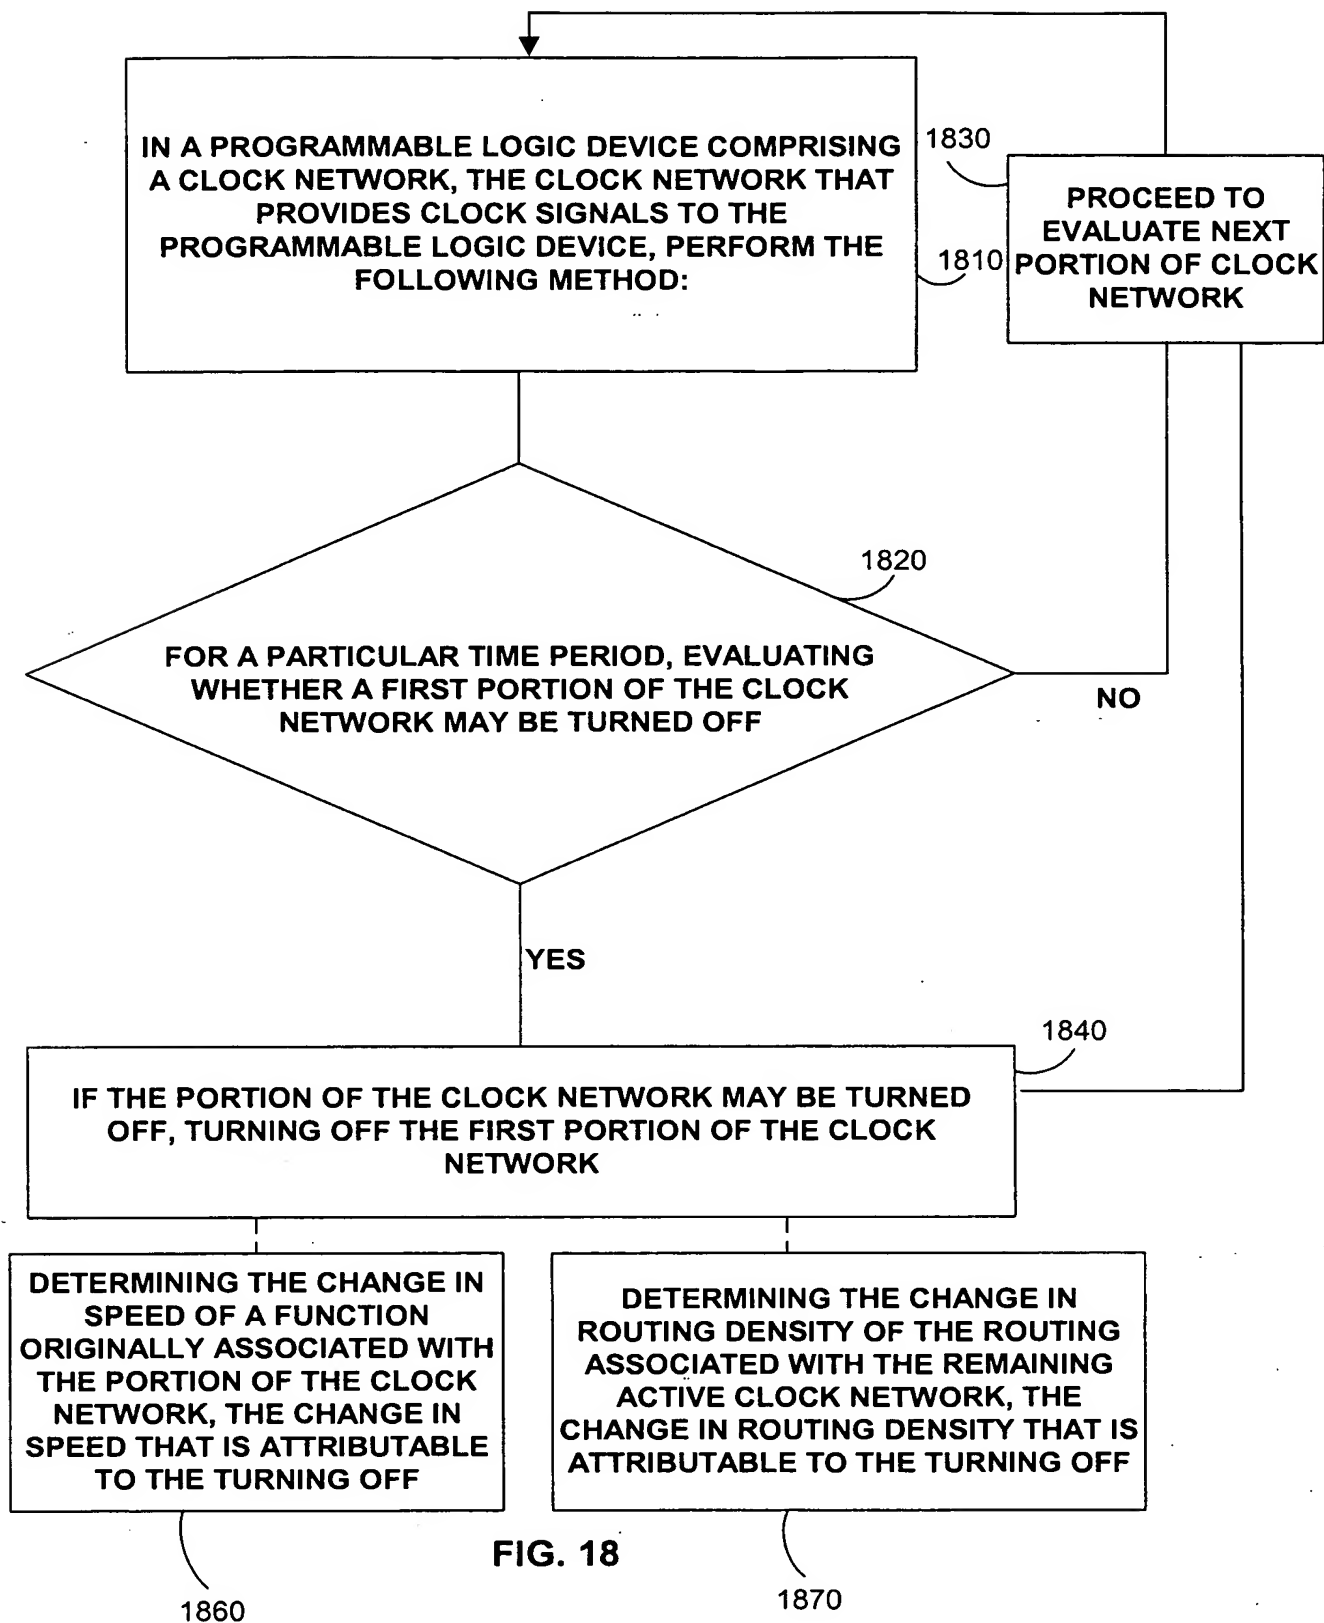 IN A PROGRAMMABLE LOGIC DEVICE COMPRISING
A CLOCK NETWORK, THE CLOCK NETWORK THAT
PROVIDES CLOCK SIGNALS TO THE
PROGRAMMABLE LOGIC DEVICE, PERFORM THE
FOLLOWING METHOD:
1810
1830
PROCEED TO
EVALUATE NEXT
PORTION OF CLOCK
NETWORK
1820
FOR A PARTICULAR TIME PERIOD, EVALUATING
WHETHER A FIRST PORTION OF THE CLOCK
NETWORK MAY BE TURNED OFF
NO
YES
1840
IF THE PORTION OF THE CLOCK NETWORK MAY BE TURNED
OFF, TURNING OFF THE FIRST PORTION OF THE CLOCK
NETWORK
DETERMINING THE CHANGE IN
SPEED OF A FUNCTION
ORIGINALLY ASSOCIATED WITH
THE PORTION OF THE CLOCK
NETWORK, THE CHANGE IN
SPEED THAT IS ATTRIBUTABLE
TO THE TURNING OFF
DETERMINING THE CHANGE IN
ROUTING DENSITY OF THE ROUTING
ASSOCIATED WITH THE REMAINING
ACTIVE CLOCK NETWORK, THE
CHANGE IN ROUTING DENSITY THAT IS
ATTRIBUTABLE TO THE TURNING OFF
FIG. 18
1860
1870